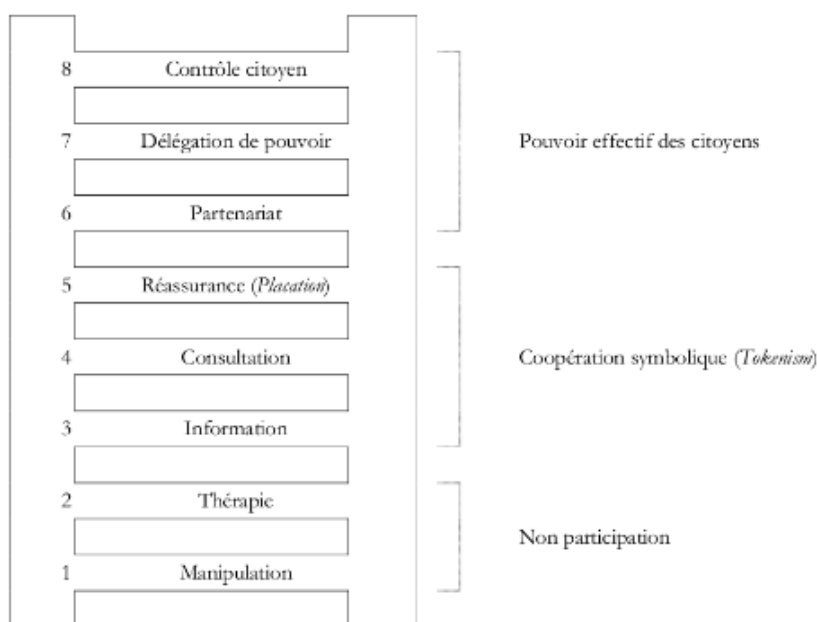 8 Contrôle citoyen
7 Délégation de pouvoir
Pouvoir effectif des citoyens
6 Partenariat
5 Réassurance (Placation)
4 Consultation
Coopération symbolique (Tokenism)
3 Information
2 Thérapie
Non participation
1 Manipulation